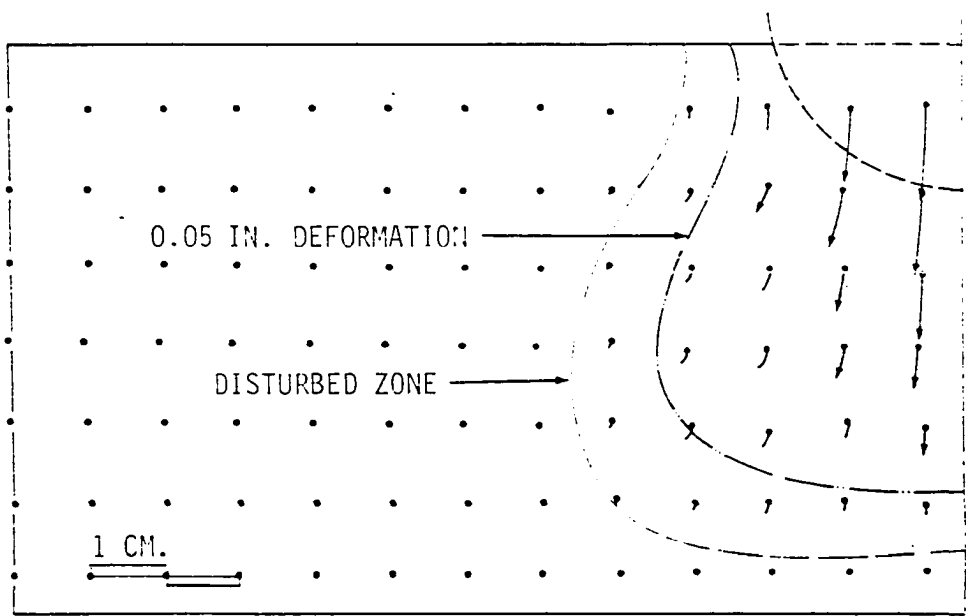 0.05 IN. DEFORMATION
DISTURBED ZONE
1 CM.